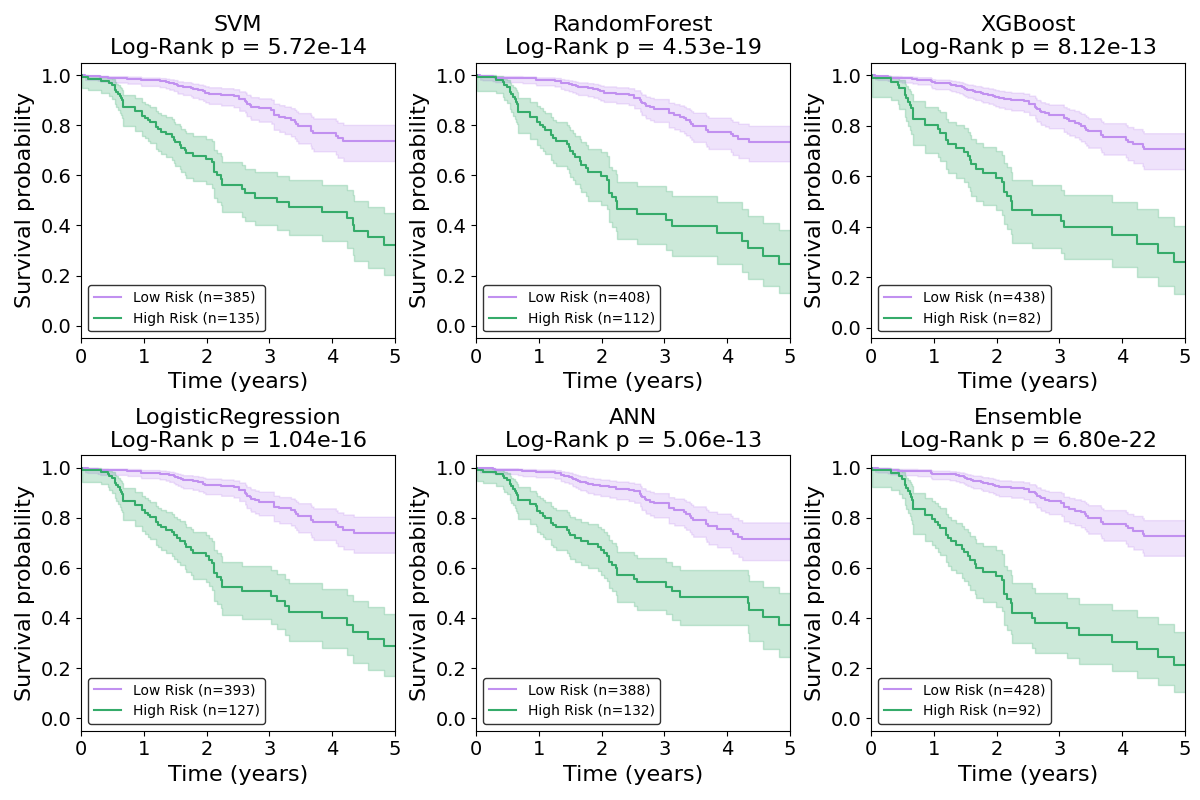 SVM
Log-Rank p = 5.72e-14
Survival probability
1.0
0.8
0.6
0.4
0.2
0.0
Low Risk (n=385)
High Risk (n=135)
0 1 2 3 4 5
Time (years)
RandomForest
Log-Rank p = 4.53e-19
Survival probability
1.0
0.8
0.6
0.4
0.2
0.0
Low Risk (n=408)
High Risk (n=112)
0 1 2 3 4 5
Time (years)
XGBoost
Log-Rank p = 8.12e-13
Survival probability
1.0
0.8
0.6
0.4
0.2
0.0
Low Risk (n=438)
High Risk (n=82)
0 1 2 3 4 5
Time (years)
LogisticRegression
Log-Rank p = 1.04e-16
Survival probability
1.0
0.8
0.6
0.4
0.2
0.0
Low Risk (n=393)
High Risk (n=127)
0 1 2 3 4 5
Time (years)
ANN
Log-Rank p = 5.06e-13
Survival probability
1.0
0.8
0.6
0.4
0.2
0.0
Low Risk (n=388)
High Risk (n=132)
0 1 2 3 4 5
Time (years)
Ensemble
Log-Rank p = 6.80e-22
Survival probability
1.0
0.8
0.6
0.4
0.2
0.0
Low Risk (n=428)
High Risk (n=92)
0 1 2 3 4 5
Time (years)